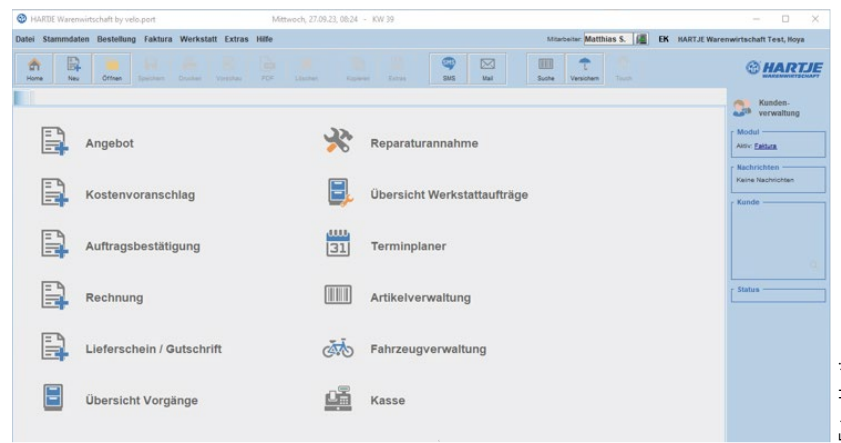 HARTJE Warenwirtschaft by velo.port
Mittwoch, 27.09.23, 08:24 - KW 39
Datei Stammdaten Bestellung Faktura Werkstatt Extras Hilfe
Mitarbeiter: Matthias S. EK HARTJE Warenwirtschaft Test, Hoya
Home Neu Öffnen Speichern Drucken Vorschau PDF Löschen Kopieren Extras SMS Mail Suche Versichern Touch
HARTJE
WARENWIRTSCHAFT
Kunden-
verwaltung
Modul
Aktiv: Faktura
Nachrichten
Keine Nachrichten
Kunde
Status
Angebot
Kostenvoranschlag
Auftragsbestätigung
Rechnung
Lieferschein / Gutschrift
Übersicht Vorgänge
Reparaturannahme
Übersicht Werkstattaufträge
31
Terminplaner
Artikelverwaltung
Fahrzeugverwaltung
Kasse